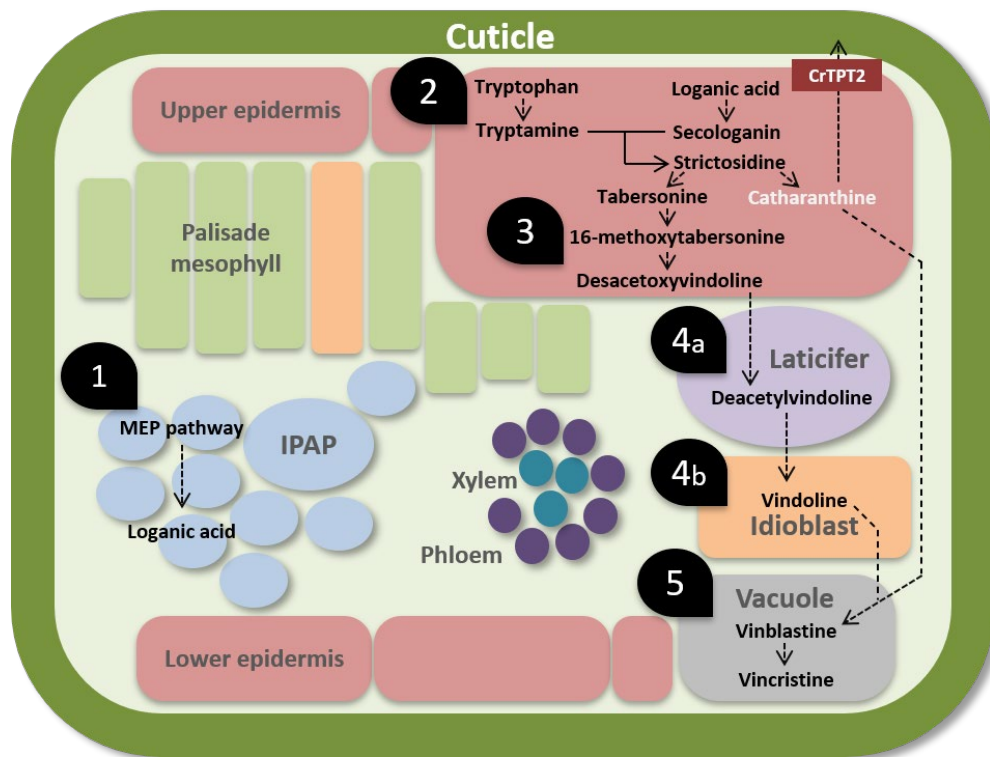 Cuticle
CrTPT2
2
Tryptophan
Loganic acid
Upper epidermis
Tryptamine
Secologanin
Strictosidine
Tabersonine
Catharanthine
Palisade
mesophyll
3
16-methoxytabersonine
Desacetoxyvindoline
4a
Laticifer
Deacetylvindoline
1
MEP pathway
IPAP
Loganic acid
Xylem
Phloem
4b
Vindoline
Idioblast
5
Vacuole
Vinblastine
Vincristine
Lower epidermis